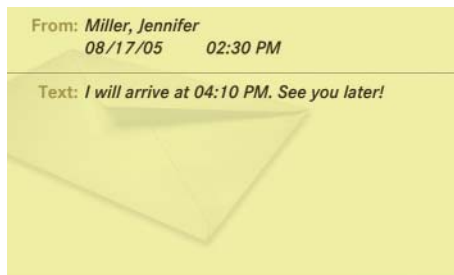 From: Miller, Jennifer
08/17/05 02:30 PM
Text: I will arrive at 04:10 PM. See you later!